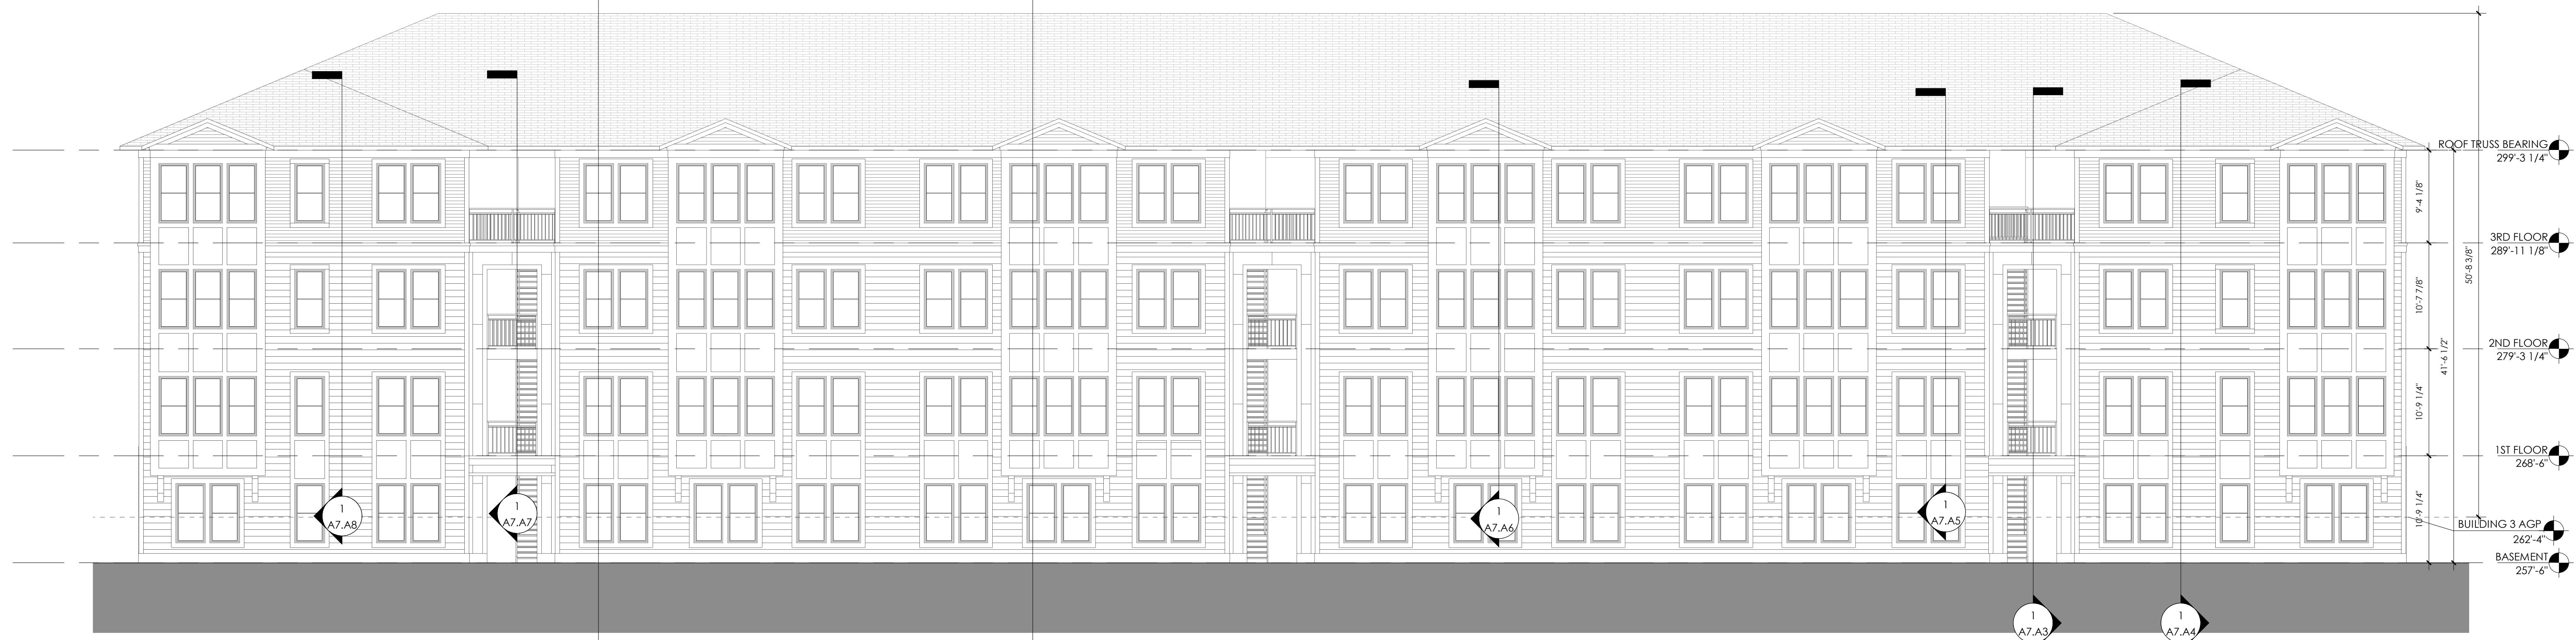 ROOF TRUSS BEARING
299'-3 1/4"
9'-4 1/8"
3RD FLOOR
289'-11 1/8"
50'-8 3/8"
10'-7 7/8"
2ND FLOOR
279'-3 1/4"
41'-6 1/2"
10'-9 1/4"
1ST FLOOR
268'-6"
10'-9 1/4"
BUILDING 3 AGP
262'-4"
BASEMENT
257'-6"
1
A7.A8
1
A7.A7
1
A7.A6
1
A7.A5
1
A7.A3
1
A7.A4